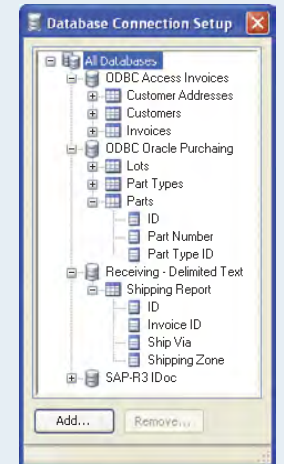 Database Connection Setup
All Databases
ODBC Access Invoices
Customer Addresses
Customers
Invoices
ODBC Oracle Purchaing
Lots
Part Types
Parts
ID
Part Number
Part Type ID
Receiving - Delimited Text
Shipping Report
ID
Invoice ID
Ship Via
Shipping Zone
SAP-R3 IDoc
Add... Remove...